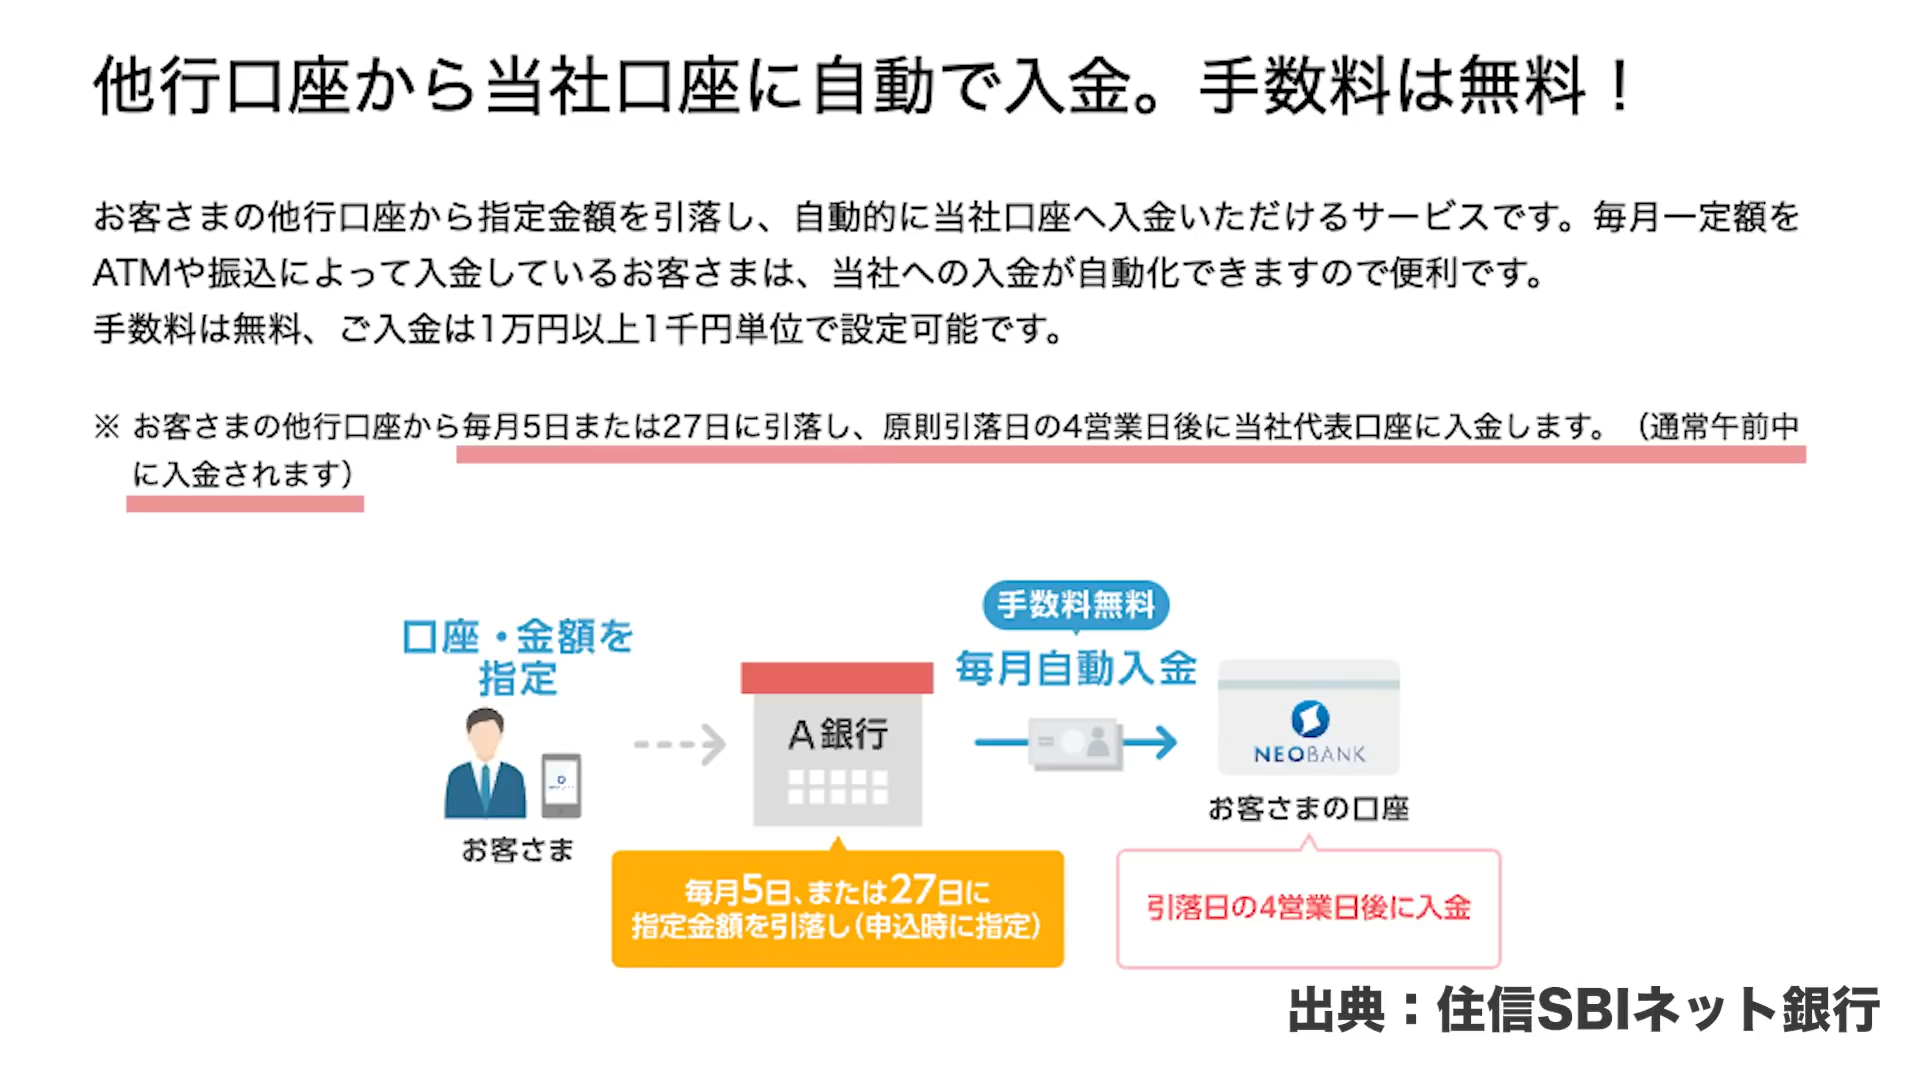 他行口座から当社口座に自動で入金。手数料は無料！
お客さまの他行口座から指定金額を引落し、自動的に当社口座へ入金いただけるサービスです。毎月一定額を
ATMや振込によって入金しているお客さまは、当社への入金が自動化できますので便利です。
手数料は無料、ご入金は1万円以上1千円単位で設定可能です。
※ お客さまの他行口座から毎月5日または27日に引落し、原則引落日の4営業日後に当社代表口座に入金します。（通常午前中
に入金されます）
口座・金額を
指定
お客さま
A銀行
手数料無料
毎月自動入金
NEOBANK
お客さまの口座
毎月5日、または27日に
指定金額を引落し（申込時に指定）
引落日の4営業日後に入金
出典：住信SBIネット銀行